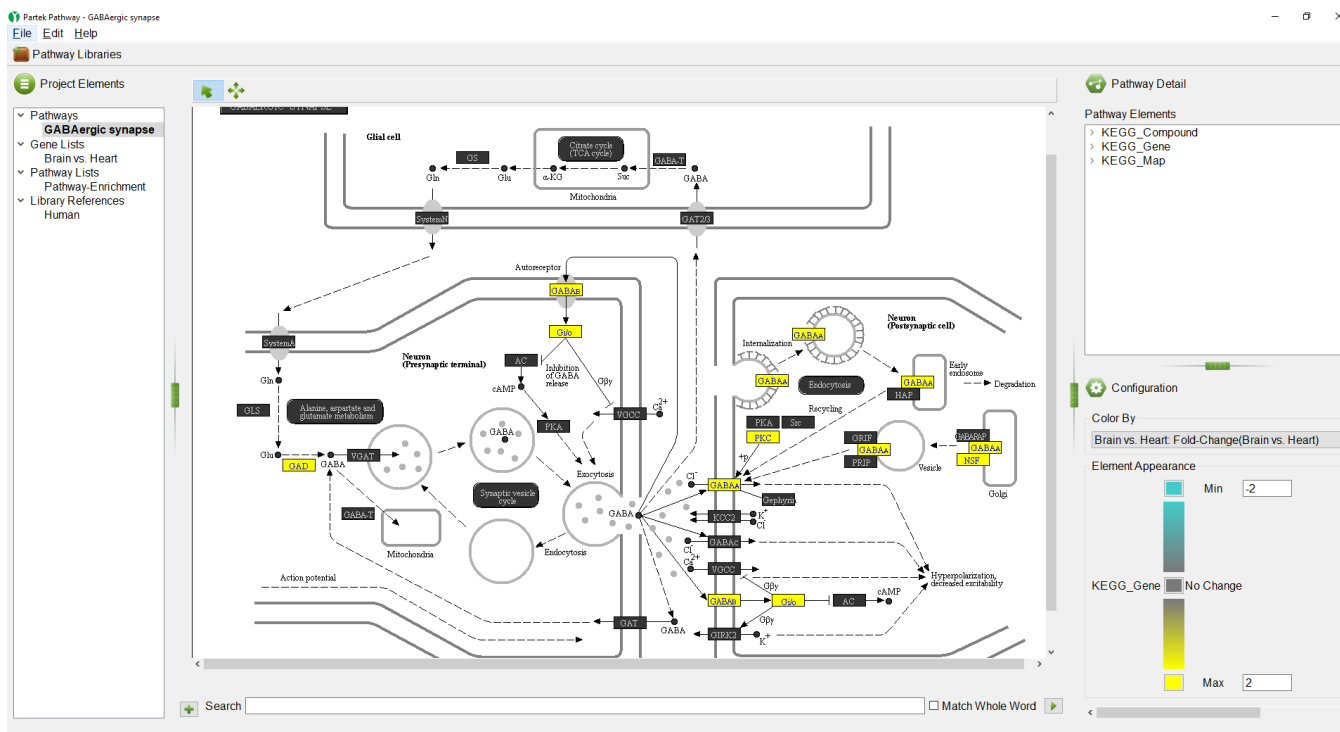 Partek Pathway - GABAergic synapse
File Edit Help
Pathway Libraries
Project Elements
Pathways
GABAergic synapse
Gene Lists
Brain vs. Heart
Pathway Lists
Pathway-Enrichment
Library References
Human
GABAERGIC SYNAPSE
Glial cell
Citrate cycle
(TCA cycle)
GS
GABA-T
Gln
Glu
α-KG
Suc
GABA
Mitochondria
SystemN
GAT2/3
Autoreceptor
GABAB
Gi/o
Neuron
(Presynaptic terminal)
AC
Inhibition
of GABA
release
Gβγ
cAMP
VGCC
Ca2+
PKA
SystemA
Gln
GLS
Alanine, aspartate and
glutamate metabolism
Glu
GAD
GABA
VGAT
GABA
Exocytosis
Synaptic vesicle
cycle
GABA-T
Mitochondria
GABA
Endocytosis
Action potential
GAT
GABA
Neuron
(Postsynaptic cell)
GABAA
Internalization
GABAA
Endocytosis
Early
endosome
GABAA
HAP
Degradation
Recycling
PKA
Src
PKC
+p
GRIF
GABAA
PRIP
Vesicle
GABARAP
GABAA
NSF
Golgi
Cl-
GABAA
Gephyrin
KCC2
K+
Cl-
GABAC
Cl-
Ca2+
VGCC
Hyperpolarization,
decreased excitability
Gβγ
GABAB
Gi/o
AC
cAMP
Gβγ
GIRK2
K+
Search
Match Whole Word
Pathway Detail
Pathway Elements
KEGG_Compound
KEGG_Gene
KEGG_Map
Configuration
Color By
Brain vs. Heart: Fold-Change(Brain vs. Heart)
Element Appearance
Min -2
KEGG_Gene No Change
Max 2